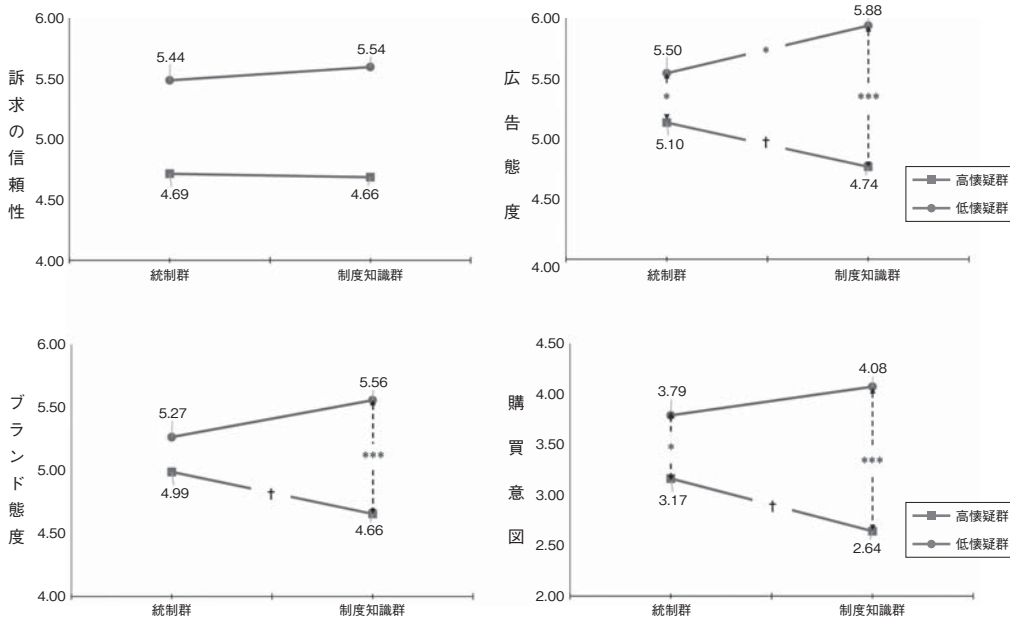 訴求の信頼性
6.00
5.50
5.00
4.50
4.00
5.44
5.54
4.69
4.66
統制群
制度知識群
広告態度
6.00
5.50
5.00
4.50
4.00
5.50
5.88
*
*
***
5.10
†
4.74
統制群
制度知識群
高懐疑群
低懐疑群
ブランド態度
6.00
5.50
5.00
4.50
4.00
5.27
5.56
***
4.99
†
4.66
統制群
制度知識群
購買意図
4.50
4.00
3.50
3.00
2.50
2.00
3.79
4.08
*
***
3.17
†
2.64
統制群
制度知識群
高懐疑群
低懐疑群